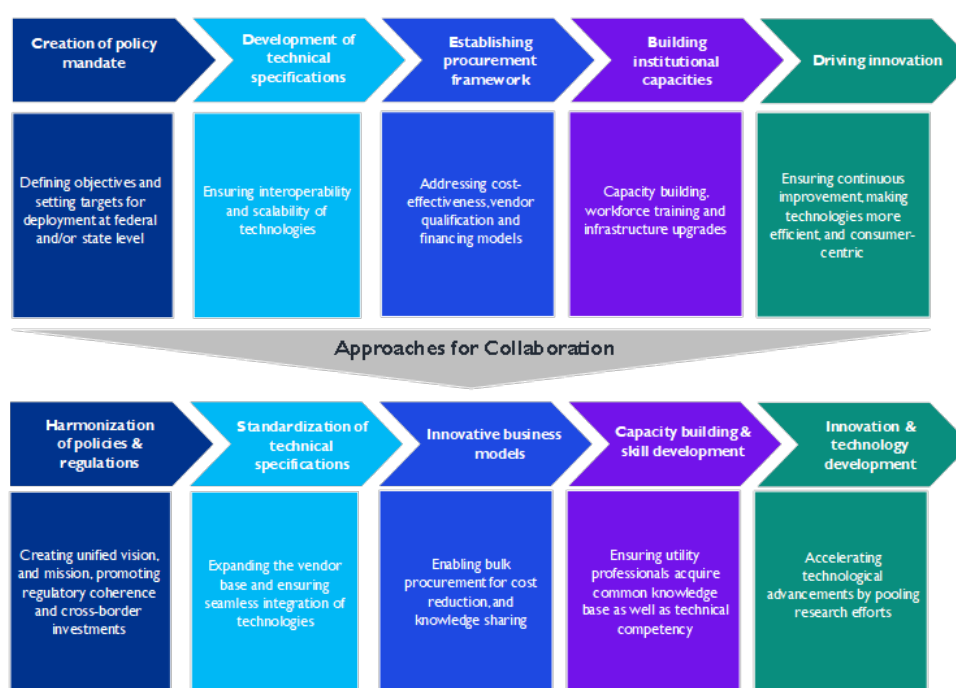 Creation of policy
mandate
Development of
technical
specifications
Establishing
procurement
framework
Building
institutional
capacities
Driving innovation
Defining objectives and
setting targets for
deployment at federal
and/or state level
Ensuring interoperability
and scalability of
technologies
Addressing cost-
effectiveness, vendor
qualification and
financing models
Capacity building,
workforce training and
infrastructure upgrades
Ensuring continuous
improvement, making
technologies more
efficient, and consumer-
centric
Approaches for Collaboration
Harmonization
of policies &
regulations
Standardization of
technical
specifications
Innovative business
models
Capacity building &
skill development
Innovation &
technology
development
Creating unified vision,
and mission, promoting
regulatory coherence
and cross-border
investments
Expanding the vendor
base and ensuring
seamless integration of
technologies
Enabling bulk
procurement for cost
reduction, and
knowledge sharing
Ensuring utility
professionals acquire
common knowledge
base as well as technical
competency
Accelerating
technological
advancements by pooling
research efforts